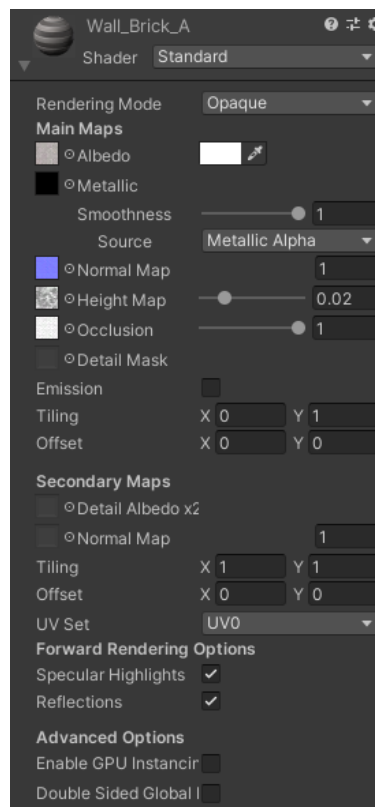 Wall_Brick_A
Shader Standard
Rendering Mode Opaque
Main Maps
Albedo
Metallic
Smoothness 1
Source Metallic Alpha
Normal Map 1
Height Map 0.02
Occlusion 1
Detail Mask
Emission
Tiling X 0 Y 1
Offset X 0 Y 0
Secondary Maps
Detail Albedo x2
Normal Map 1
Tiling X 1 Y 1
Offset X 0 Y 0
UV Set UV0
Forward Rendering Options
Specular Highlights
Reflections
Advanced Options
Enable GPU Instancin
Double Sided Global I